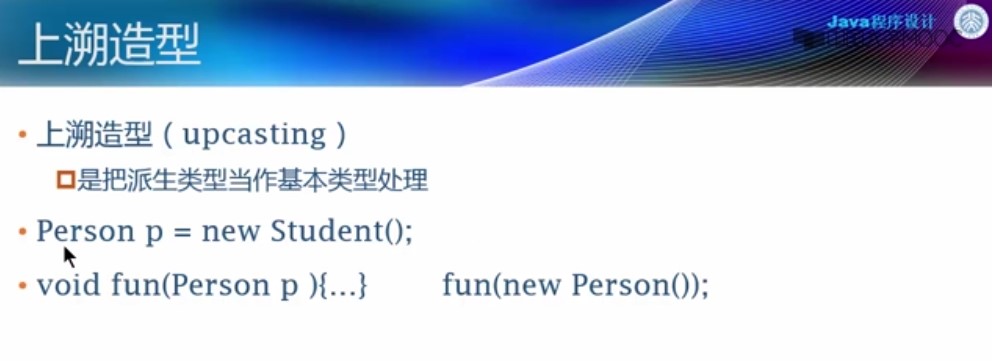 Java程序设计
上溯造型
• 上溯造型（upcasting）
是把派生类型当作基本类型处理
• Person p = new Student();
• void fun(Person p ){...} fun(new Person());